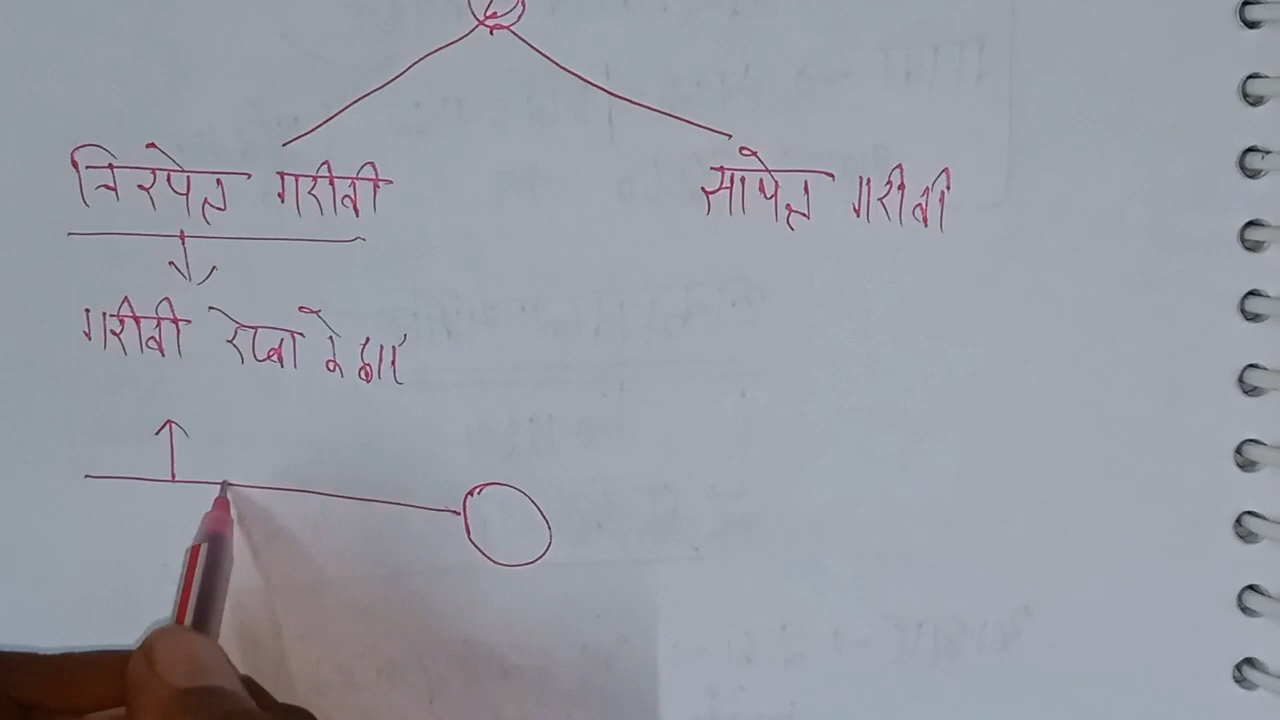 निरपेक्ष गरीबी
सापेक्ष गरीबी
गरीबी रेखा के द्वारा